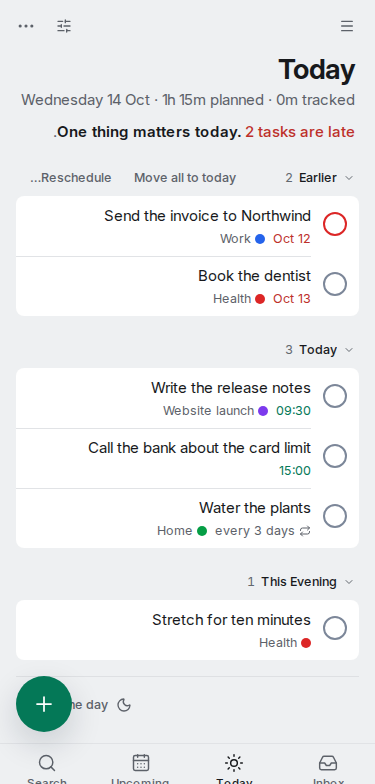 Today
Wednesday 14 Oct · 1h 15m planned · 0m tracked
One thing matters today. 2 tasks are late.
Earlier 2 Move all to today Reschedule...
Send the invoice to Northwind
Oct 12 Work
Book the dentist
Oct 13 Health
Today 3
Write the release notes
09:30 Website launch
Call the bank about the card limit
15:00
Water the plants
every 3 days Home
This Evening 1
Stretch for ten minutes
Health
day
Search Upcoming Today Inbox